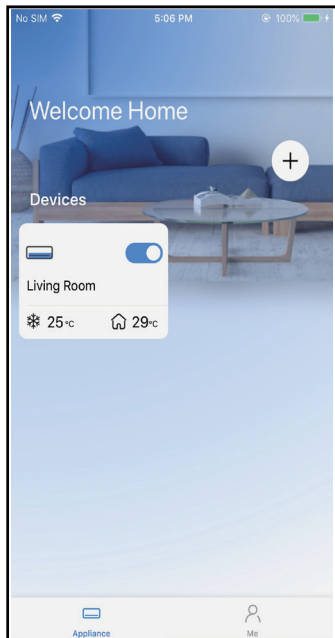 No SIM 5:06 PM 100%
Welcome Home
+
Devices
Living Room
25°C 29°C
Appliance Me